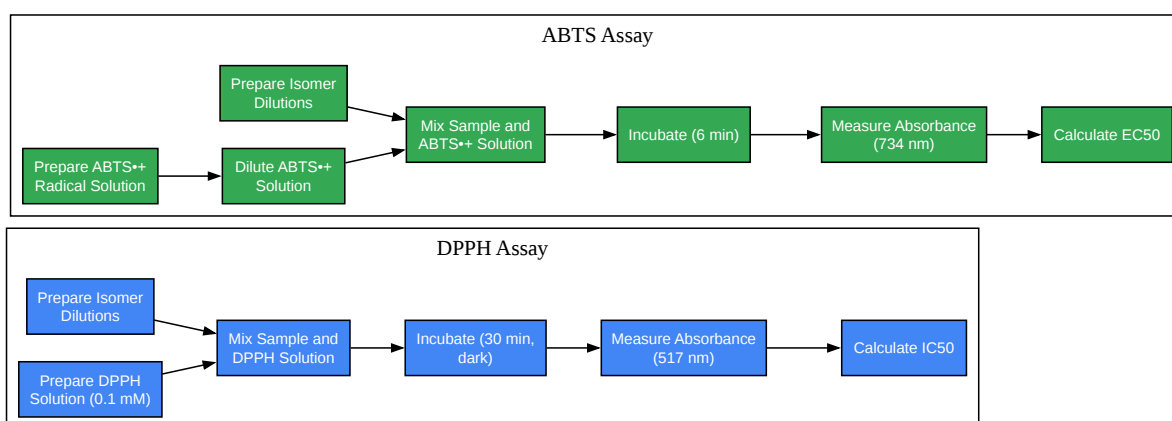 ABTS Assay
Prepare Isomer
Dilutions
Prepare ABTS•+
Radical Solution
Dilute ABTS•+
Solution
Mix Sample and
ABTS•+ Solution
Incubate (6 min)
Measure Absorbance
(734 nm)
Calculate EC50
DPPH Assay
Prepare Isomer
Dilutions
Prepare DPPH
Solution (0.1 mM)
Mix Sample and
DPPH Solution
Incubate (30 min,
dark)
Measure Absorbance
(517 nm)
Calculate IC50